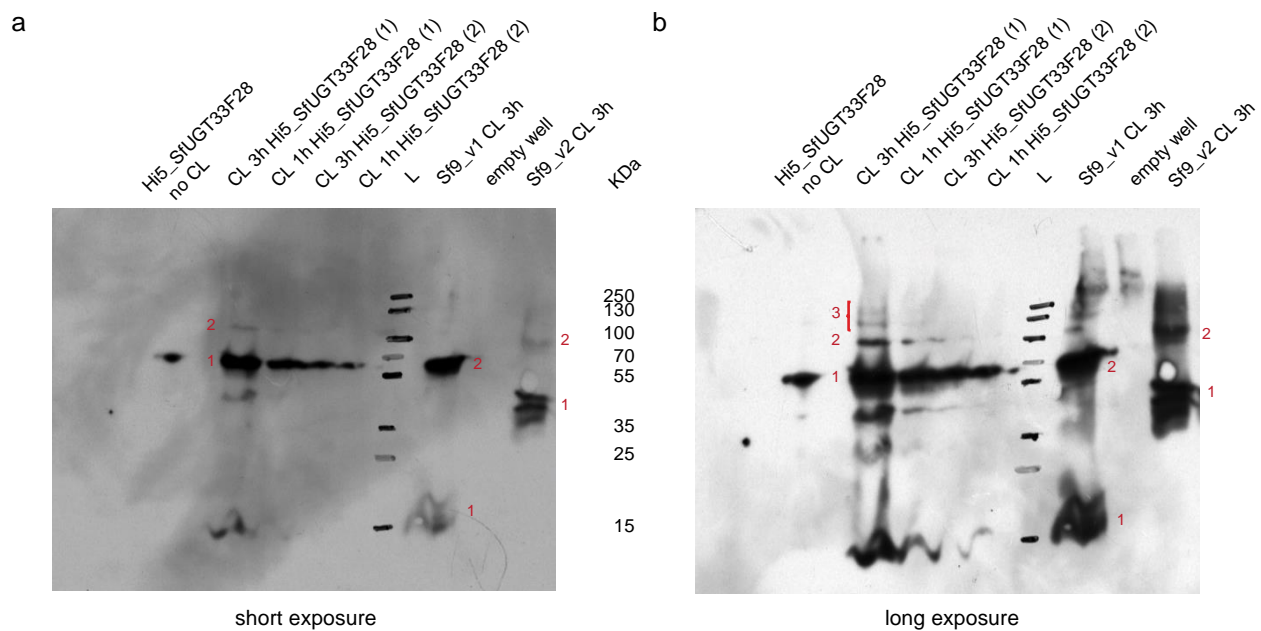 a
Hi5_SfUGT33F28
no CL
CL 3h Hi5_SfUGT33F28 (1)
CL 1h Hi5_SfUGT33F28 (1)
CL 3h Hi5_SfUGT33F28 (2)
CL 1h Hi5_SfUGT33F28 (2)
L
Sf9_v1 CL 3h
empty well
Sf9_v2 CL 3h
KDa
250
130
100
70
55
35
25
15
2
1
2
1
2
1
short exposure
b
Hi5_SfUGT33F28
no CL
CL 3h Hi5_SfUGT33F28 (1)
CL 1h Hi5_SfUGT33F28 (1)
CL 3h Hi5_SfUGT33F28 (2)
CL 1h Hi5_SfUGT33F28 (2)
L
Sf9_v1 CL 3h
empty well
Sf9_v2 CL 3h
3
2
1
2
1
2
1
long exposure